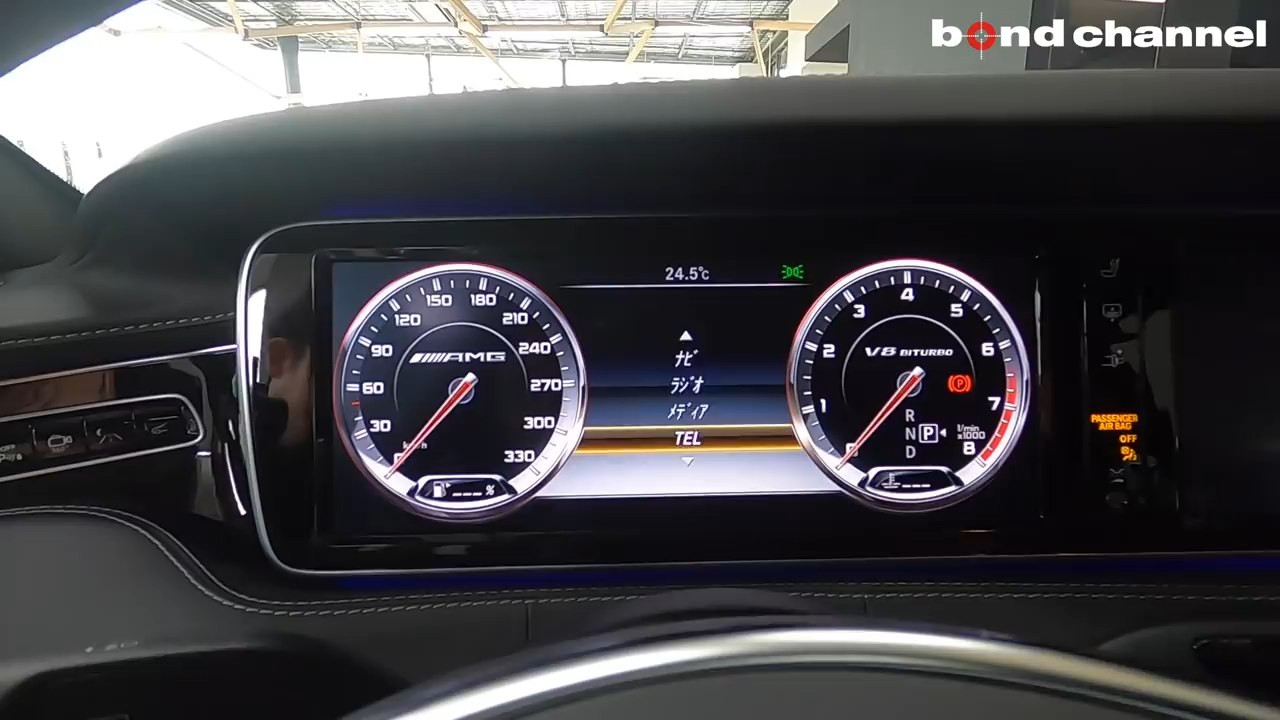 bond channel
24.5℃
ナビ
ラジオ
メディア
TEL
30
60
90
120
150
180
210
240
270
300
330
AMG
km/h
--- %
1
2
3
4
5
6
7
8
V8 BITURBO
R
N
P
D
1/min
x1000
PASSENGER
AIR BAG
OFF